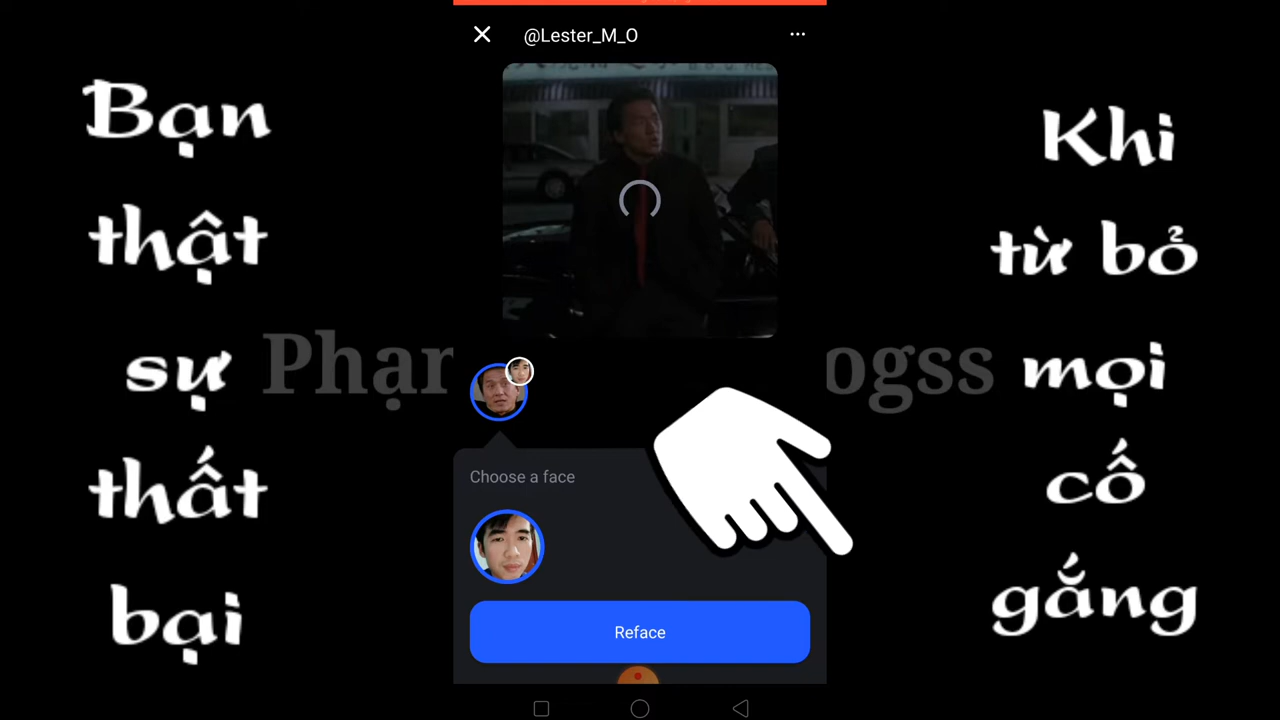 @Lester_M_O
Bạn
thật
sự
thất
bại
Khi
từ bỏ
mọi
cố
gắng
Choose a face
Reface